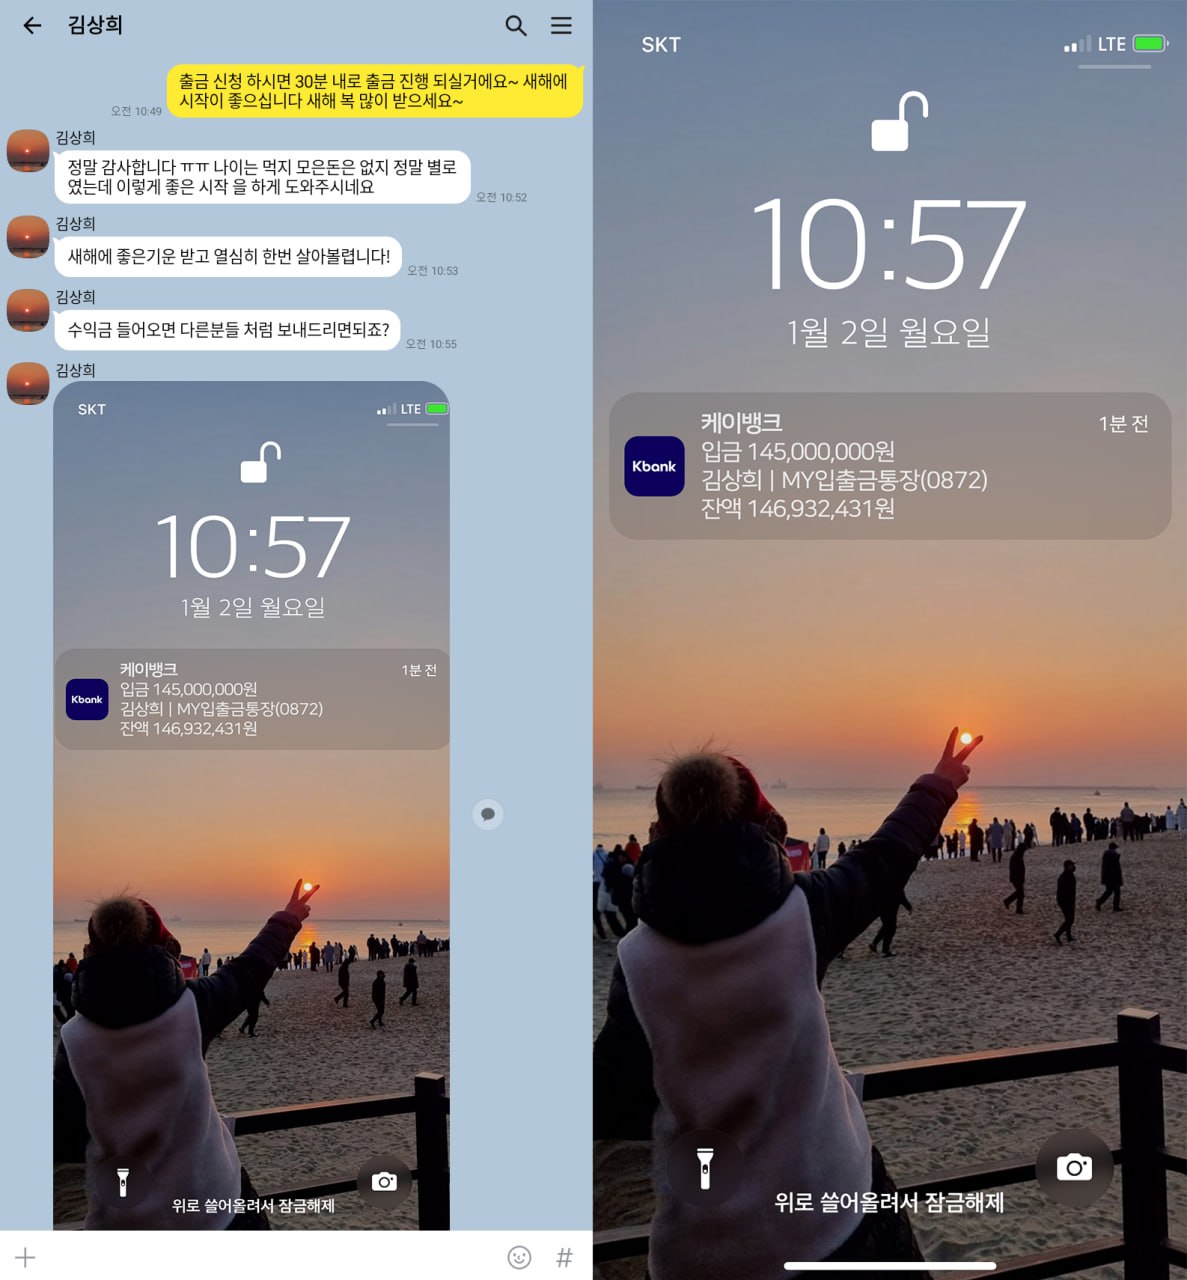 김상희
출금 신청 하시면 30분 내로 출금 진행 되실거에요~ 새해에
시작이 좋으십니다 새해 복 많이 받으세요~
오전 10:49
김상희
정말 감사합니다 ㅠㅠ 나이는 먹지 모은돈은 없지 정말 별로
였는데 이렇게 좋은 시작 을 하게 도와주시네요
오전 10:52
김상희
새해에 좋은기운 받고 열심히 한번 살아볼렵니다!
오전 10:53
김상희
수익금 들어오면 다른분들 처럼 보내드리면되죠?
오전 10:55
김상희
SKT
LTE
10:57
1월 2일 월요일
Kbank
케이뱅크
1분 전
입금 145,000,000원
김상희 | MY입출금통장(0872)
잔액 146,932,431원
위로 쓸어올려서 잠금해제
#
SKT
LTE
10:57
1월 2일 월요일
Kbank
케이뱅크
1분 전
입금 145,000,000원
김상희 | MY입출금통장(0872)
잔액 146,932,431원
위로 쓸어올려서 잠금해제